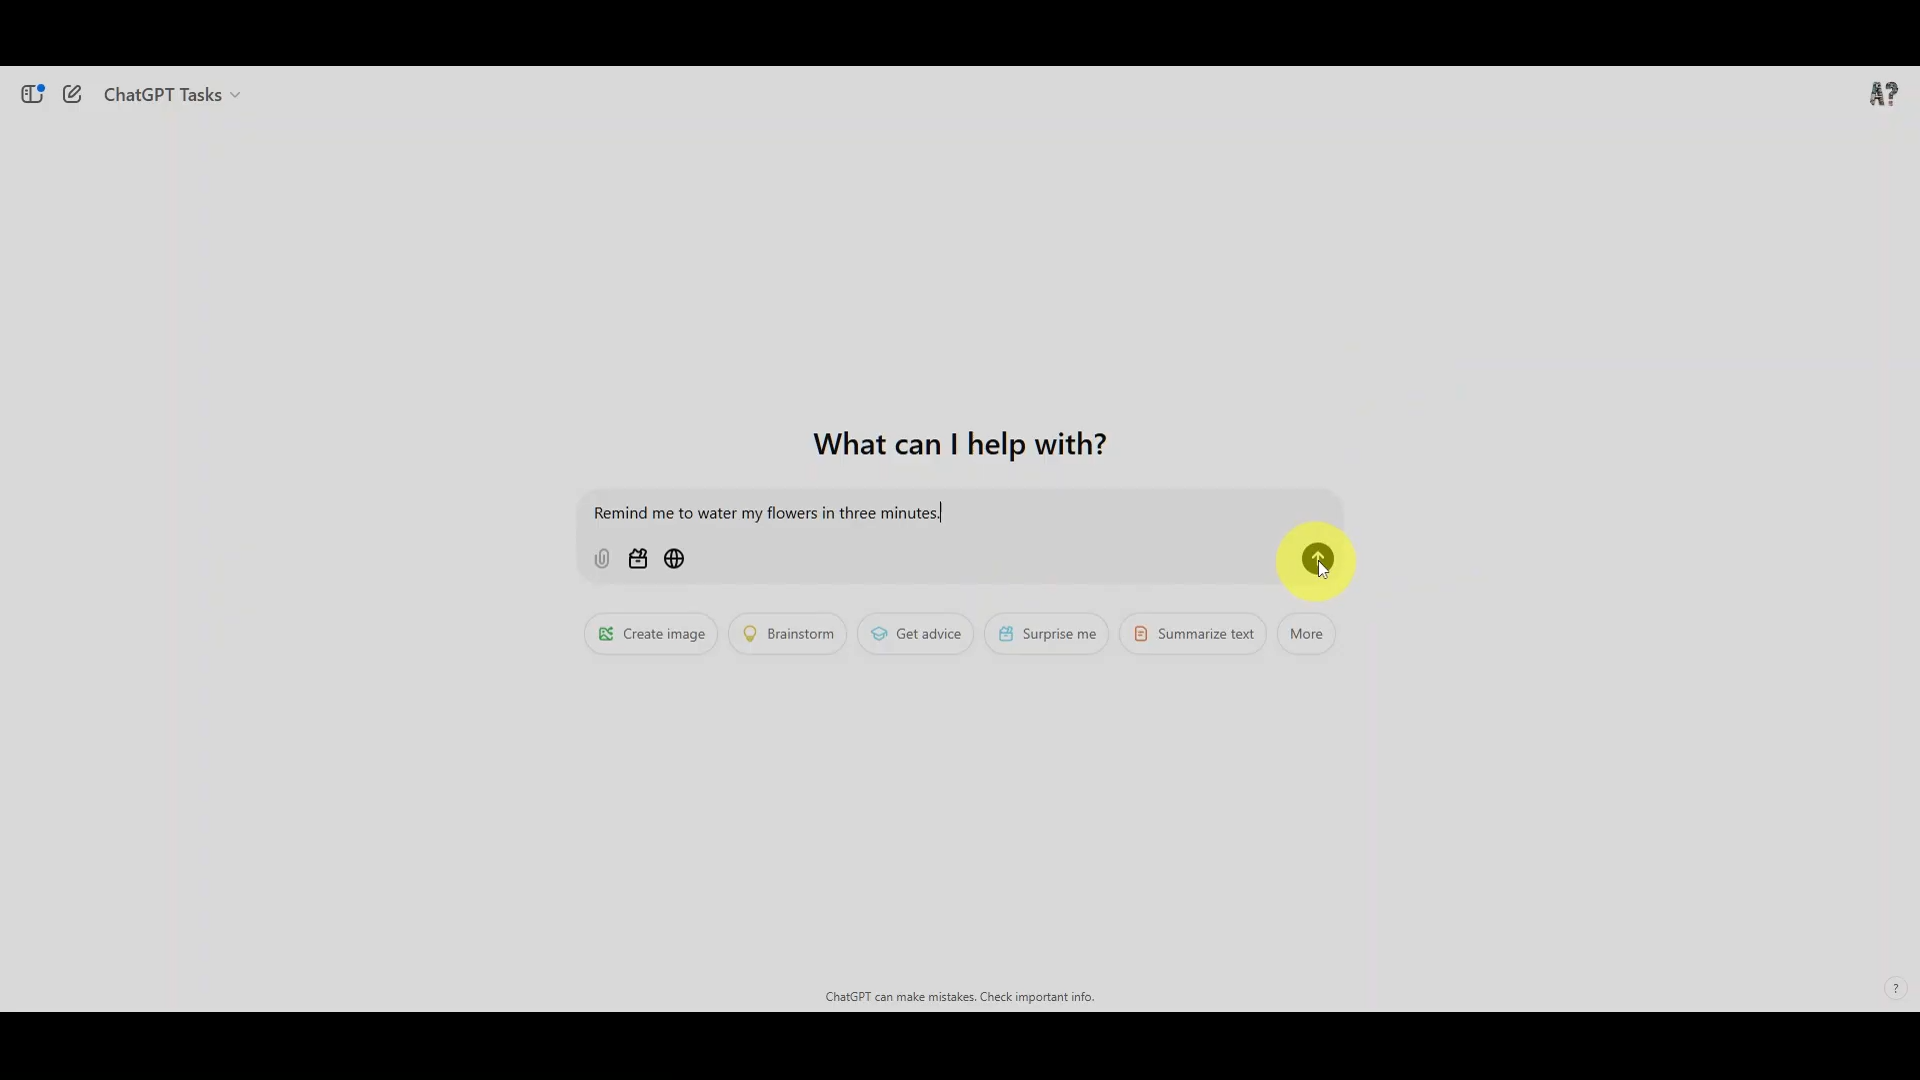 ChatGPT Tasks
A?
What can I help with?
Remind me to water my flowers in three minutes.
Create image
Brainstorm
Get advice
Surprise me
Summarize text
More
ChatGPT can make mistakes. Check important info.
?